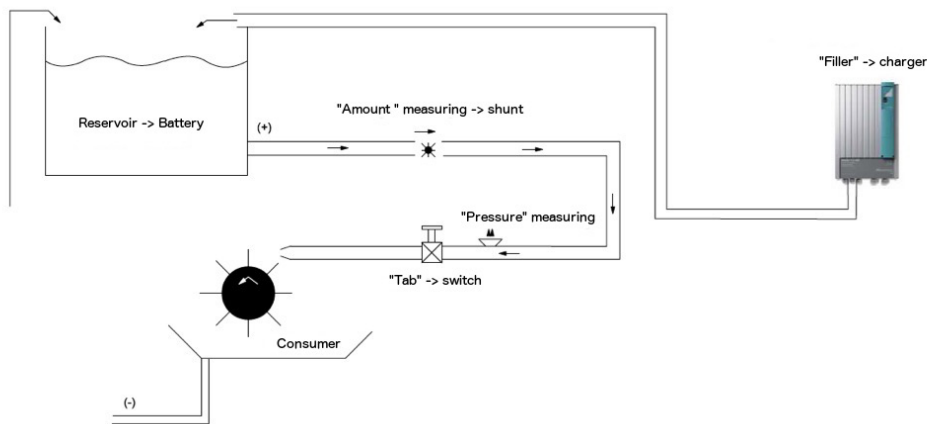 "Filler" -> charger
"Amount " measuring -> shunt
Reservoir -> Battery
(+)
"Pressure" measuring
"Tab" -> switch
Consumer
(-)